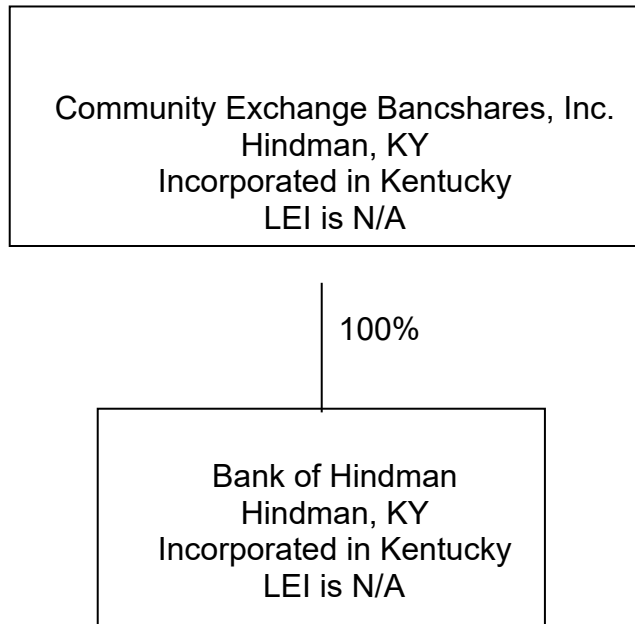 Community Exchange Bancshares, Inc.
Hindman, KY
Incorporated in Kentucky
LEI is N/A
100%
Bank of Hindman
Hindman, KY
Incorporated in Kentucky
LEI is N/A